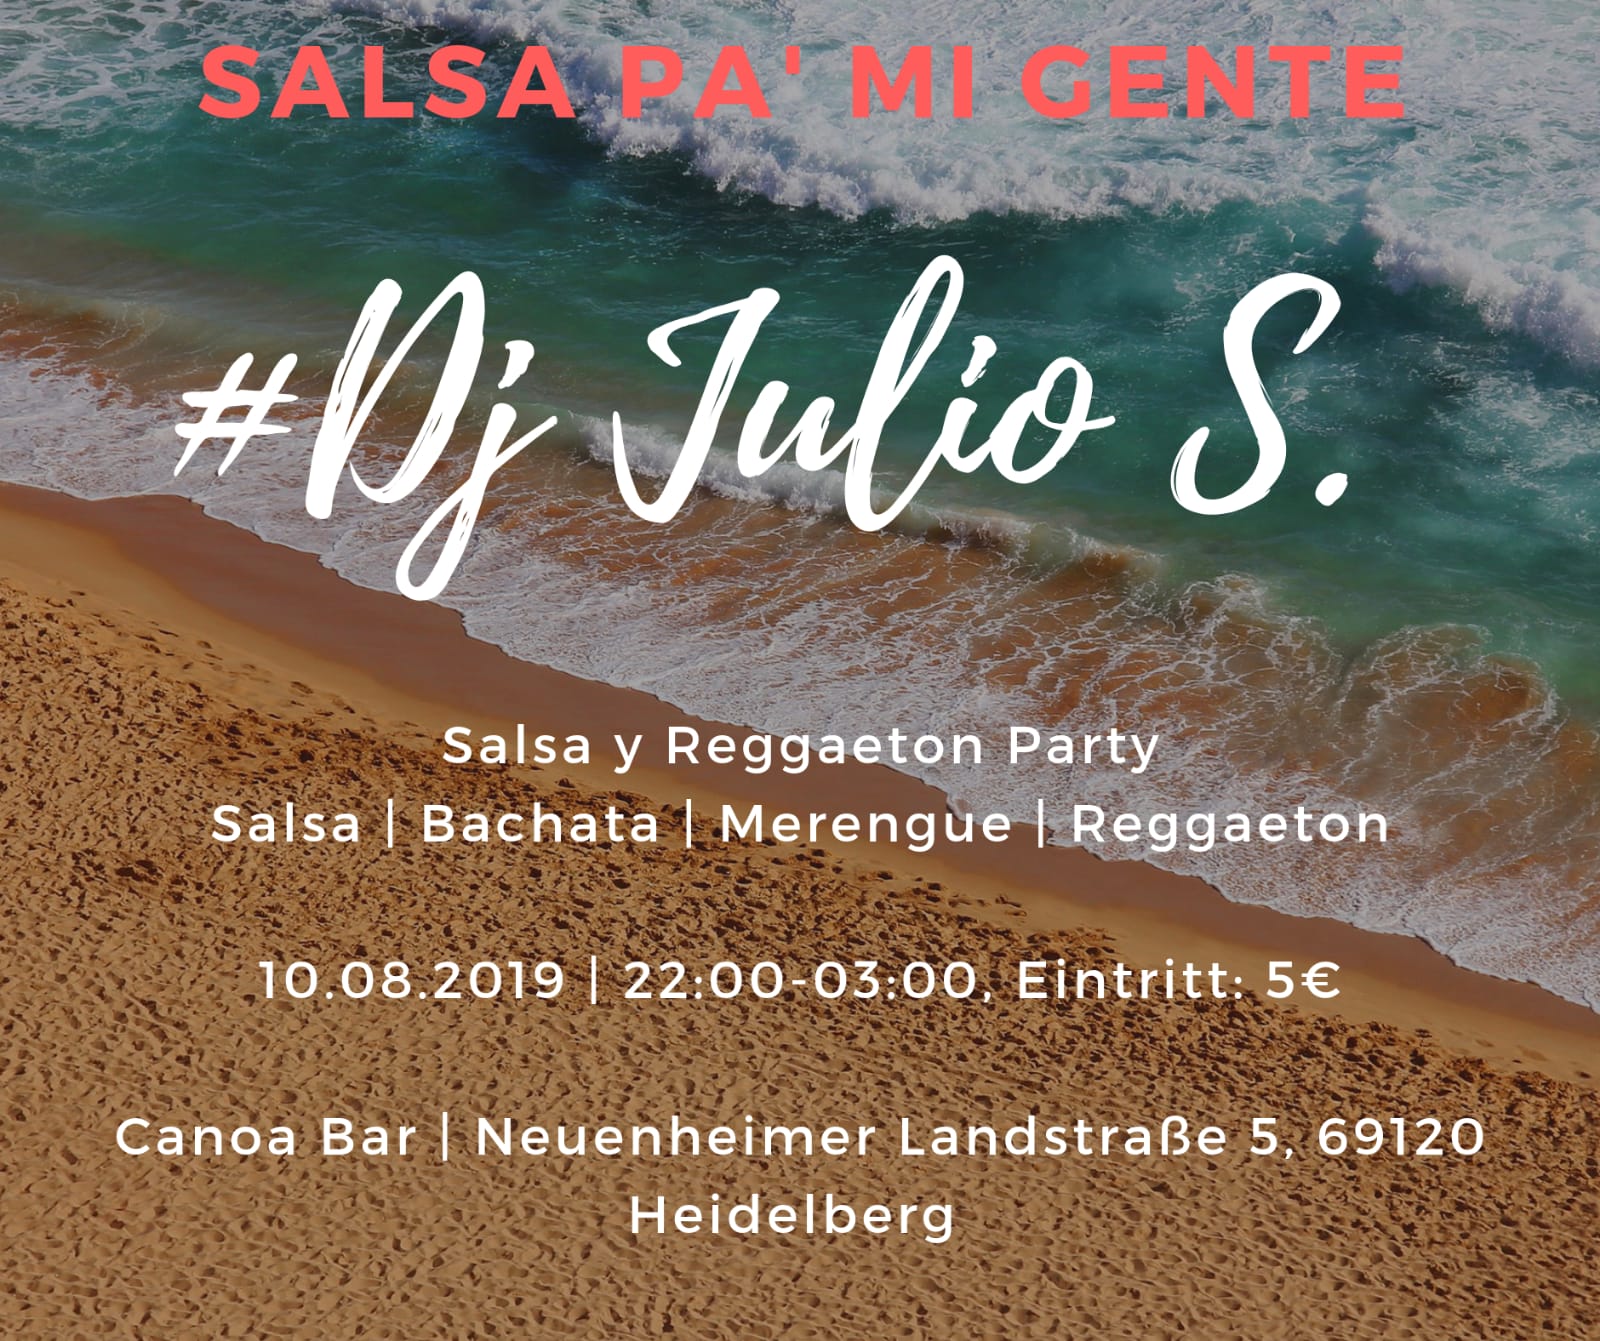 SALSA PA' MI GENTE
#Dj Julio S.
Salsa y Reggaeton Party
Salsa | Bachata | Merengue | Reggaeton
10.08.2019 | 22:00-03:00, Eintritt: 5€
Canoa Bar | Neuenheimer Landstraße 5, 69120
Heidelberg